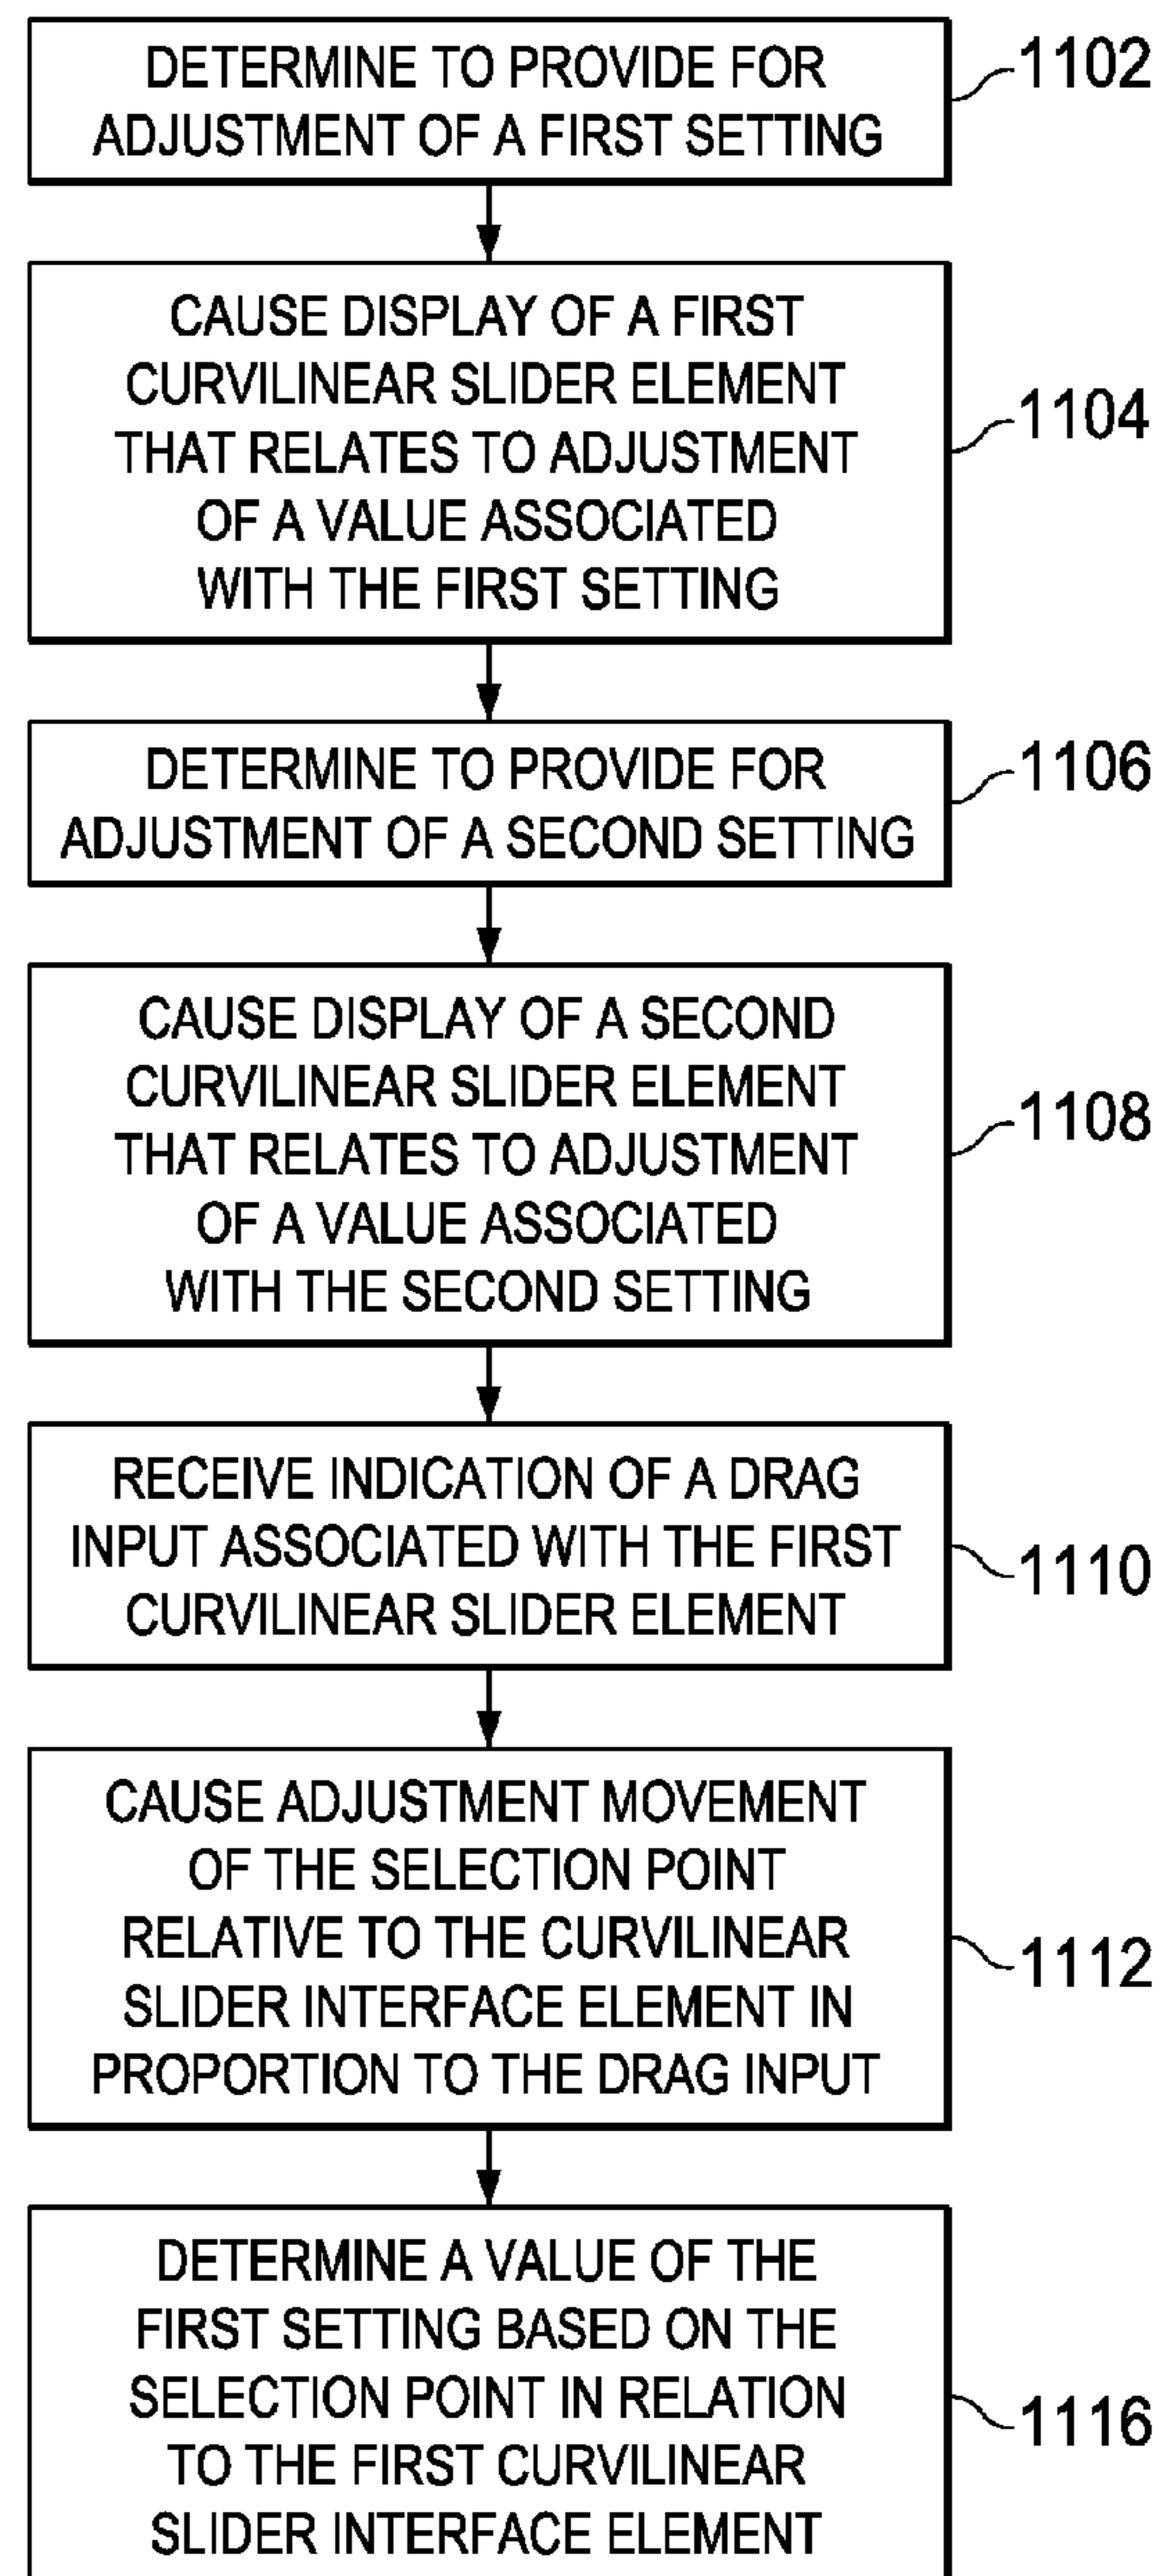 DETERMINE TO PROVIDE FOR
ADJUSTMENT OF A FIRST SETTING
1102
CAUSE DISPLAY OF A FIRST
CURVILINEAR SLIDER ELEMENT
THAT RELATES TO ADJUSTMENT
OF A VALUE ASSOCIATED
WITH THE FIRST SETTING
1104
DETERMINE TO PROVIDE FOR
ADJUSTMENT OF A SECOND SETTING
1106
CAUSE DISPLAY OF A SECOND
CURVILINEAR SLIDER ELEMENT
THAT RELATES TO ADJUSTMENT
OF A VALUE ASSOCIATED
WITH THE SECOND SETTING
1108
RECEIVE INDICATION OF A DRAG
INPUT ASSOCIATED WITH THE FIRST
CURVILINEAR SLIDER ELEMENT
1110
CAUSE ADJUSTMENT MOVEMENT
OF THE SELECTION POINT
RELATIVE TO THE CURVILINEAR
SLIDER INTERFACE ELEMENT IN
PROPORTION TO THE DRAG INPUT
1112
DETERMINE A VALUE OF THE
FIRST SETTING BASED ON THE
SELECTION POINT IN RELATION
TO THE FIRST CURVILINEAR
SLIDER INTERFACE ELEMENT
1116